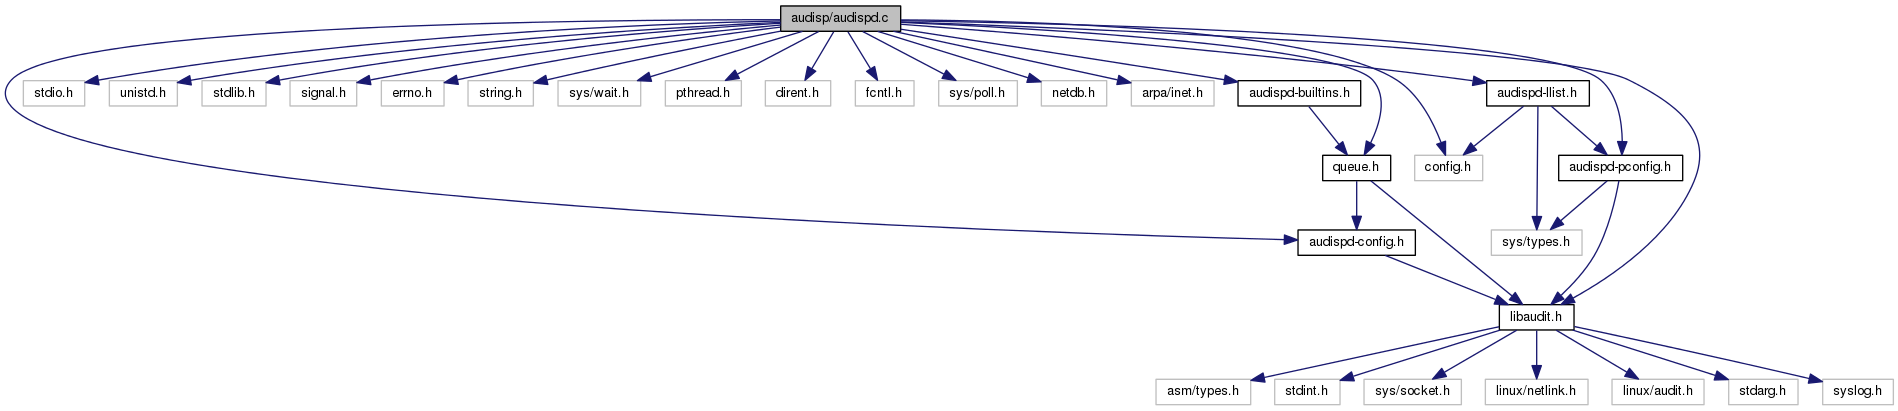 audisp/audispd.c
stdio.h
unistd.h
stdlib.h
signal.h
errno.h
string.h
sys/wait.h
pthread.h
dirent.h
fcntl.h
sys/poll.h
netdb.h
arpa/inet.h
audispd-builtins.h
audispd-llist.h
queue.h
config.h
audispd-pconfig.h
audispd-config.h
sys/types.h
libaudit.h
asm/types.h
stdint.h
sys/socket.h
linux/netlink.h
linux/audit.h
stdarg.h
syslog.h